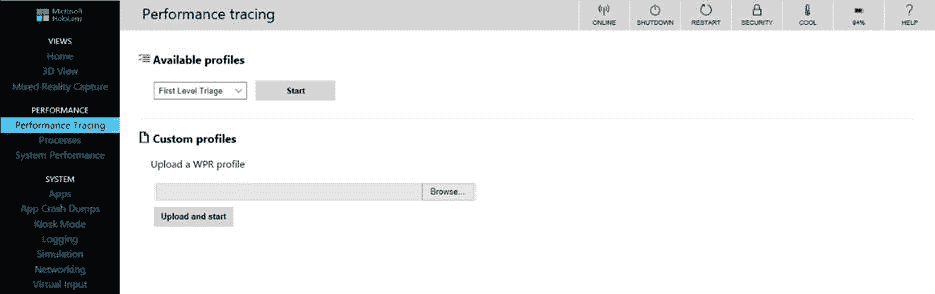 Microsoft
HoloLens
Performance tracing
ONLINE
SHUTDOWN
RESTART
SECURITY
COOL
84%
?
HELP
VIEWS
Home
3D View
Mixed Reality Capture
PERFORMANCE
Performance Tracing
Processes
System Performance
SYSTEM
Apps
App Crash Dumps
Kiosk Mode
Logging
Simulation
Networking
Virtual Input
Available profiles
First Level Triage
Start
Custom profiles
Upload a WPR profile
Browse...
Upload and start